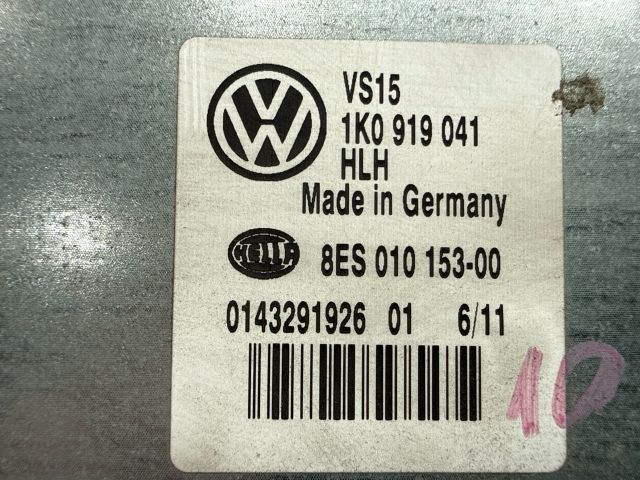 VS15
1K0 919 041
HLH
Made in Germany
HELLA
8ES 010 153-00
0143291926 01 6/11
10